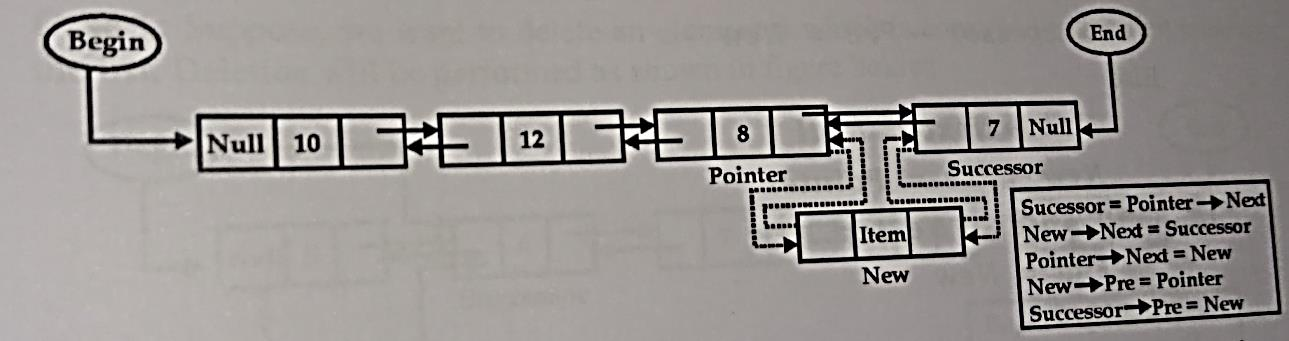 Begin
End
Null 10
12
8
7 Null
Pointer
Successor
Item
New
Sucessor = Pointer → Next
New → Next = Successor
Pointer → Next = New
New → Pre = Pointer
Successor → Pre = New